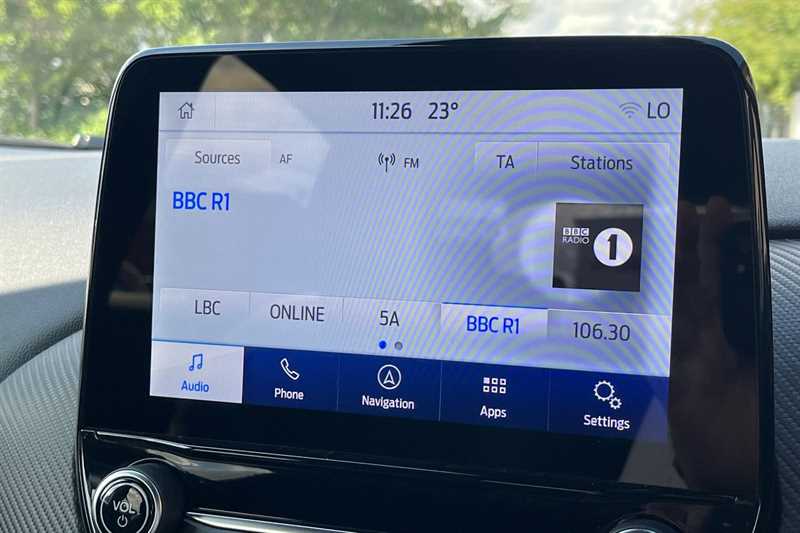 11:26 23° LO
Sources AF FM TA Stations
BBC R1
BBC
RADIO 1
LBC ONLINE 5A BBC R1 106.30
Audio Phone Navigation Apps Settings
VOL